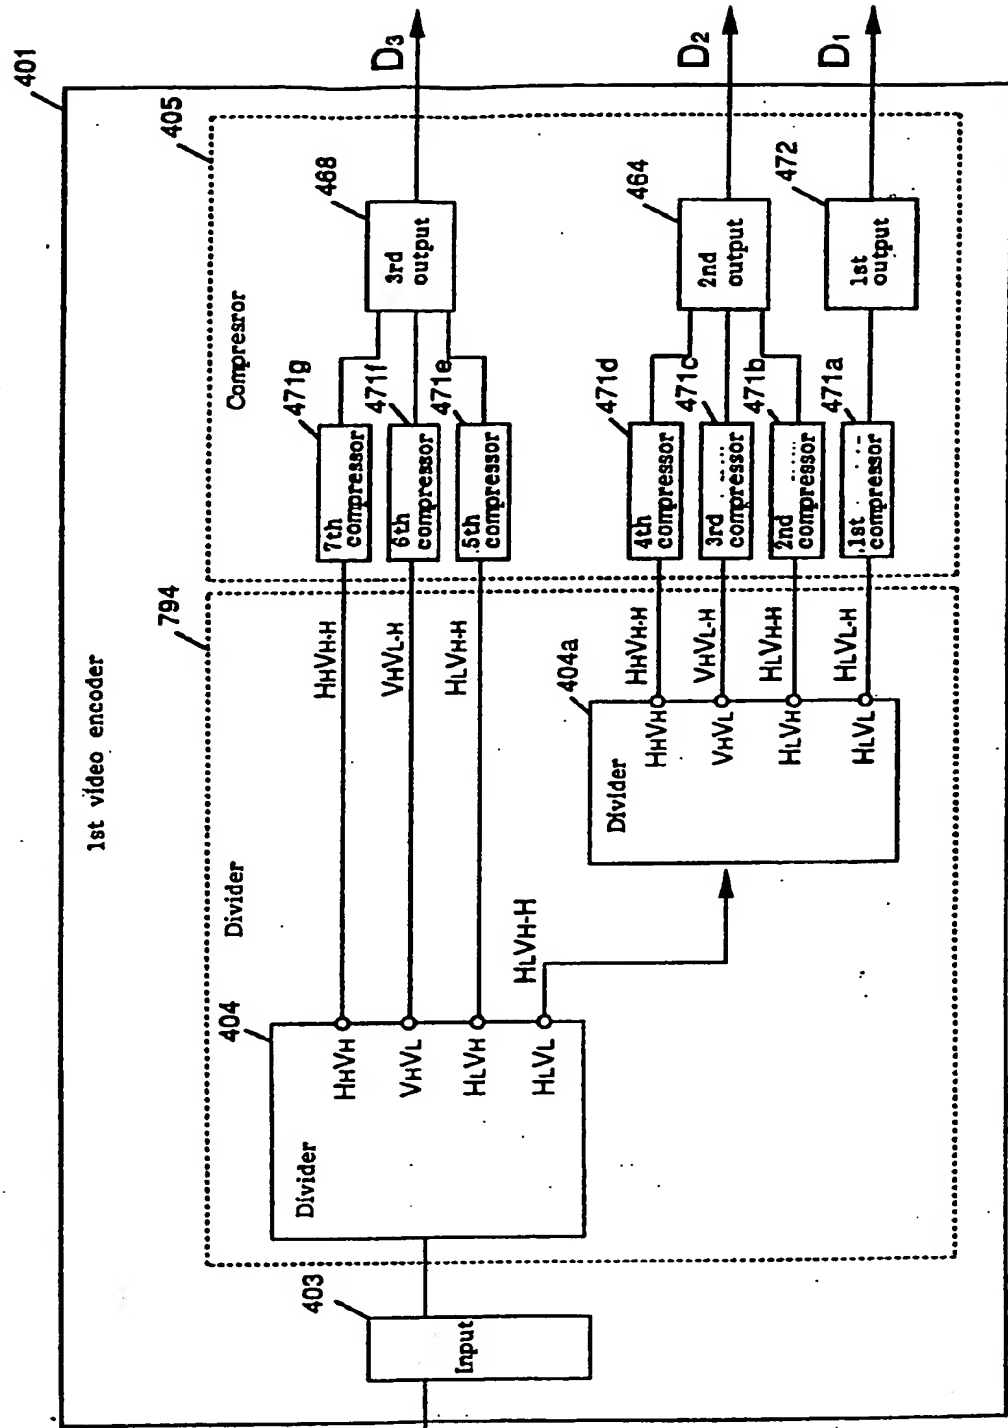 401
1st video encoder
794
405
Divider
Compresror
403
Input
404
Divider
HHVH
VHVL
HLVH
HLVL
HHVH-H
VHVL-H
HLVH-H
HLVH-H
471g
7th
compressor
471f
6th
compressor
471e
5th
compressor
468
3rd
output
D3
404a
Divider
HHVH
VHVL
HLVH
HLVL
HHVH-H
VHVL-H
HLVH-H
HLVL-H
471d
4th
compressor
471c
3rd
compressor
471b
2nd
compressor
471a
1st
compressor
464
2nd
output
D2
472
1st
output
D1